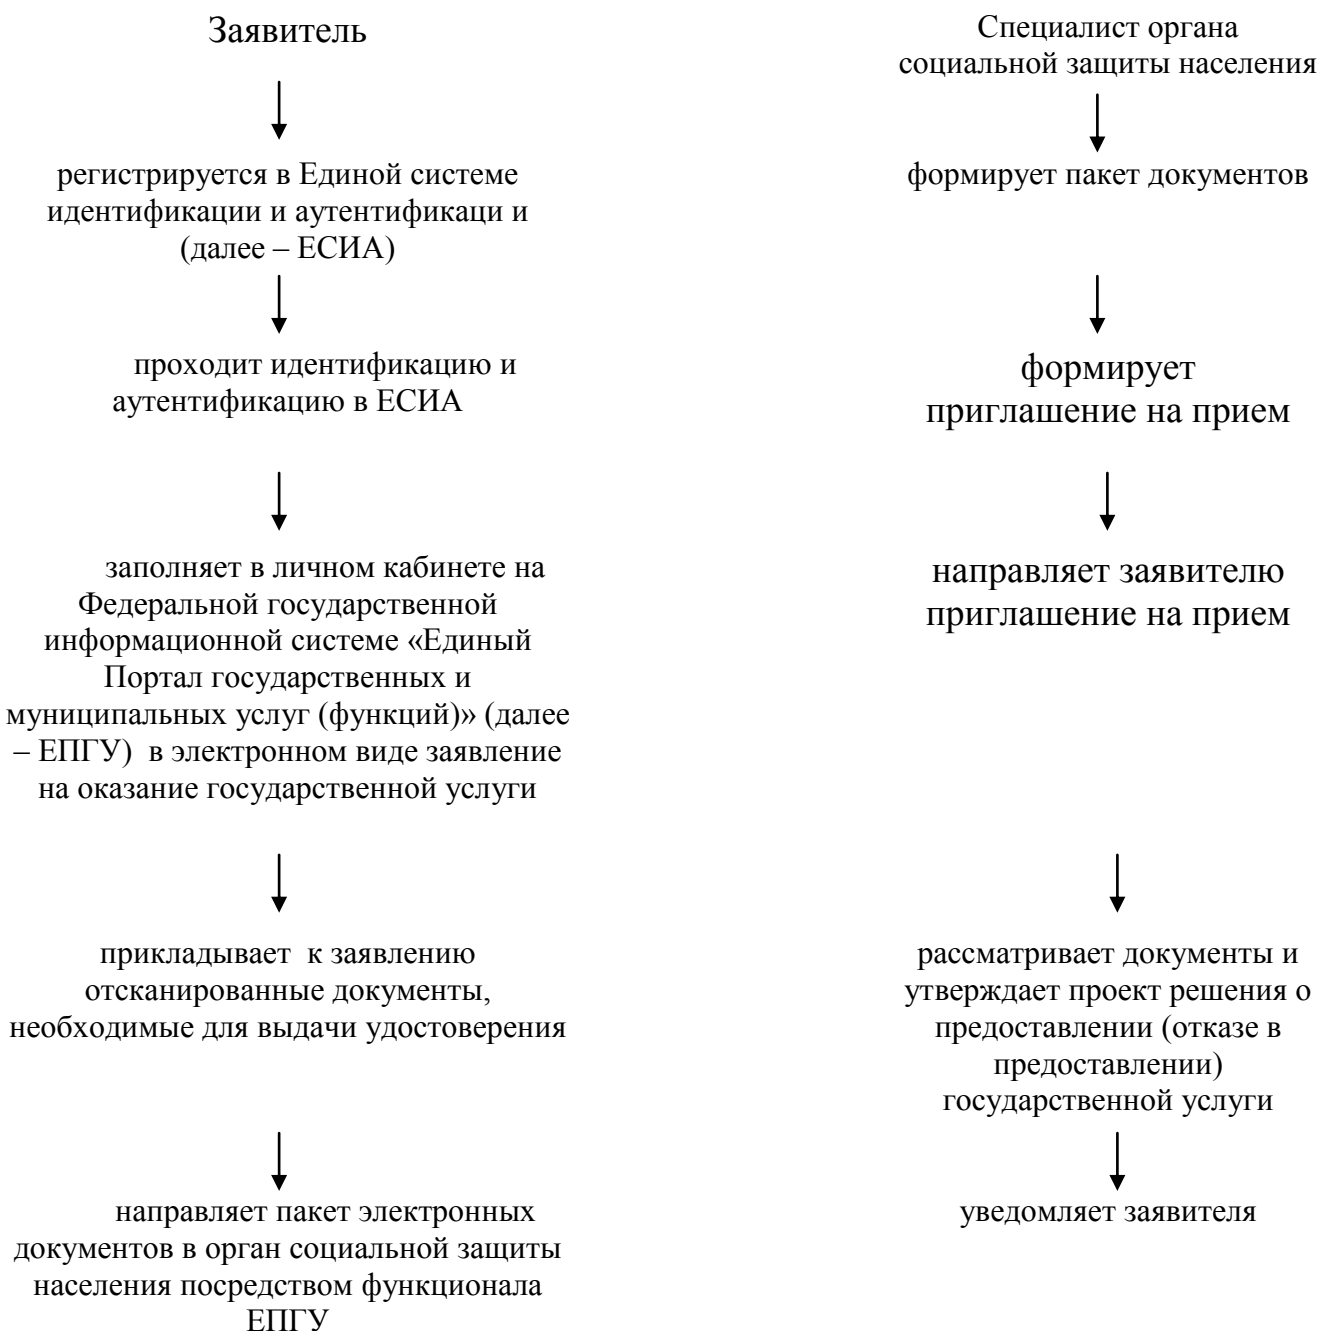 Заявитель
регистрируется в Единой системе
идентификации и аутентификаци и
(далее – ЕСИА)
проходит идентификацию и
аутентификацию в ЕСИА
заполняет в личном кабинете на
Федеральной государственной
информационной системе «Единый
Портал государственных и
муниципальных услуг (функций)» (далее
– ЕПГУ)  в электронном виде заявление
на оказание государственной услуги
прикладывает  к заявлению
отсканированные документы,
необходимые для выдачи удостоверения
направляет пакет электронных
документов в орган социальной защиты
населения посредством функционала
ЕПГУ
Специалист органа
социальной защиты населения
формирует пакет документов
формирует
приглашение на прием
направляет заявителю
приглашение на прием
рассматривает документы и
утверждает проект решения о
предоставлении (отказе в
предоставлении)
государственной услуги
уведомляет заявителя